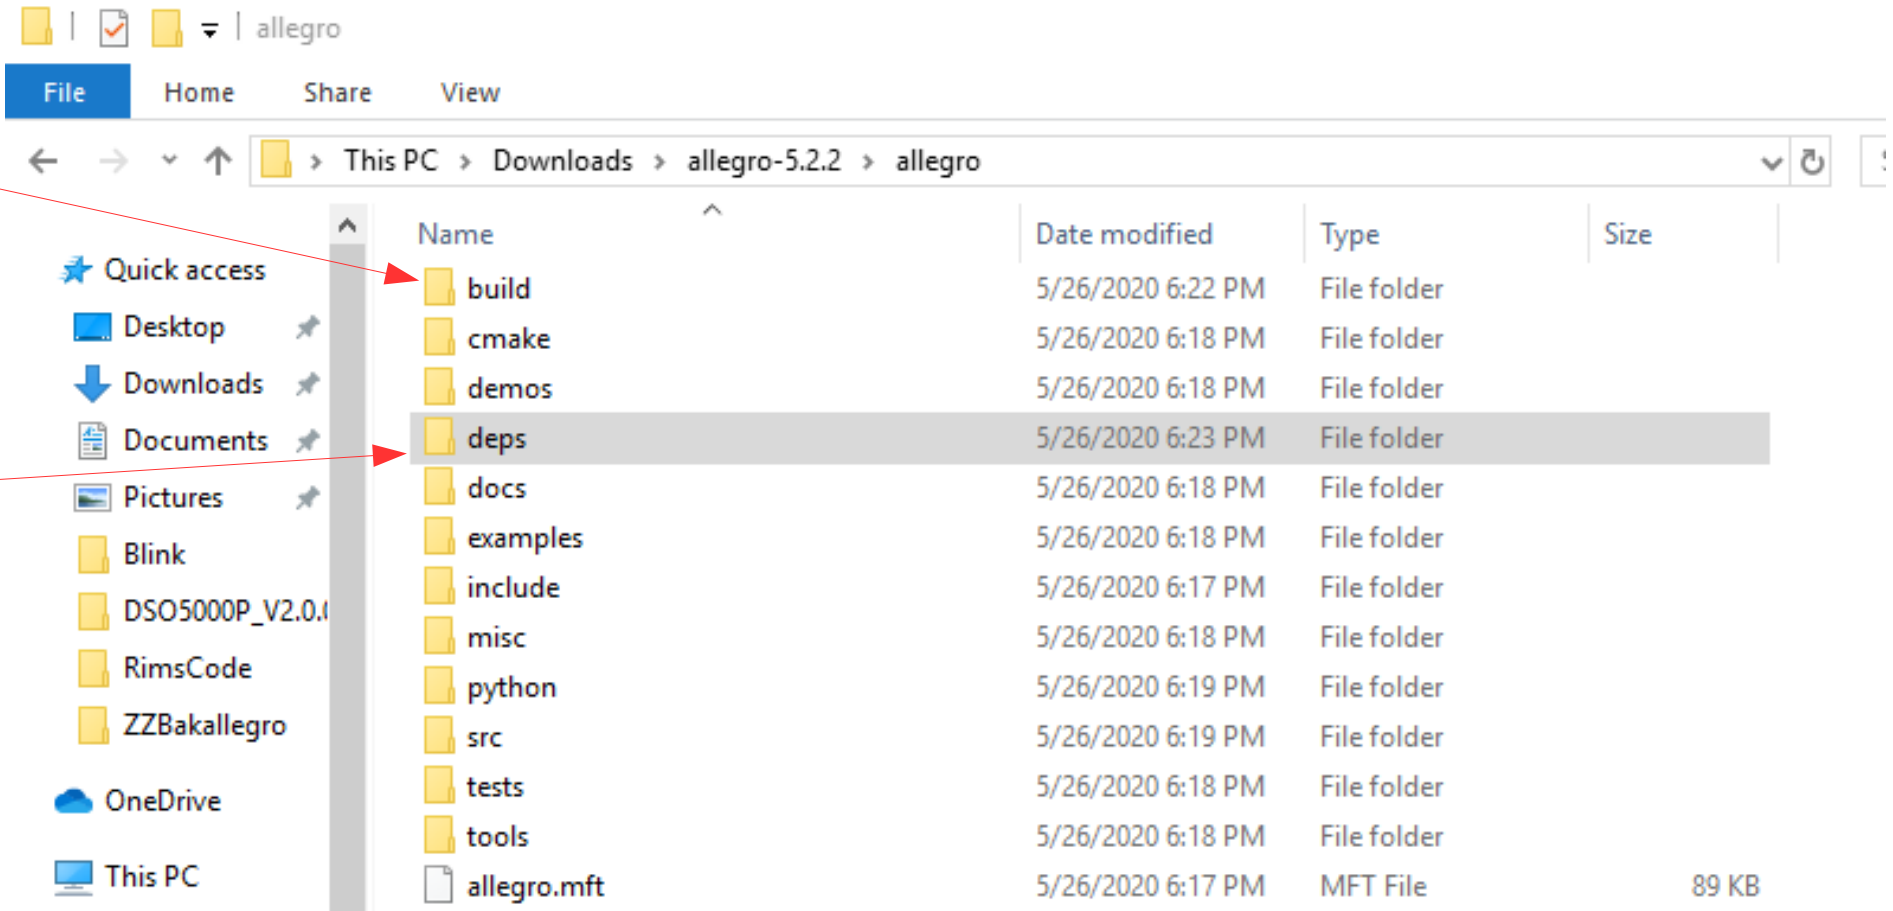 allegro
File Home Share View
This PC > Downloads > allegro-5.2.2 > allegro
Name Date modified Type Size
Quick access
Desktop
Downloads
Documents
Pictures
Blink
DSO5000P_V2.0.
RimsCode
ZZBakallegro
OneDrive
This PC
build 5/26/2020 6:22 PM File folder
cmake 5/26/2020 6:18 PM File folder
demos 5/26/2020 6:18 PM File folder
deps 5/26/2020 6:23 PM File folder
docs 5/26/2020 6:18 PM File folder
examples 5/26/2020 6:18 PM File folder
include 5/26/2020 6:17 PM File folder
misc 5/26/2020 6:18 PM File folder
python 5/26/2020 6:19 PM File folder
src 5/26/2020 6:19 PM File folder
tests 5/26/2020 6:18 PM File folder
tools 5/26/2020 6:18 PM File folder
allegro.mft 5/26/2020 6:17 PM MFT File 89 KB